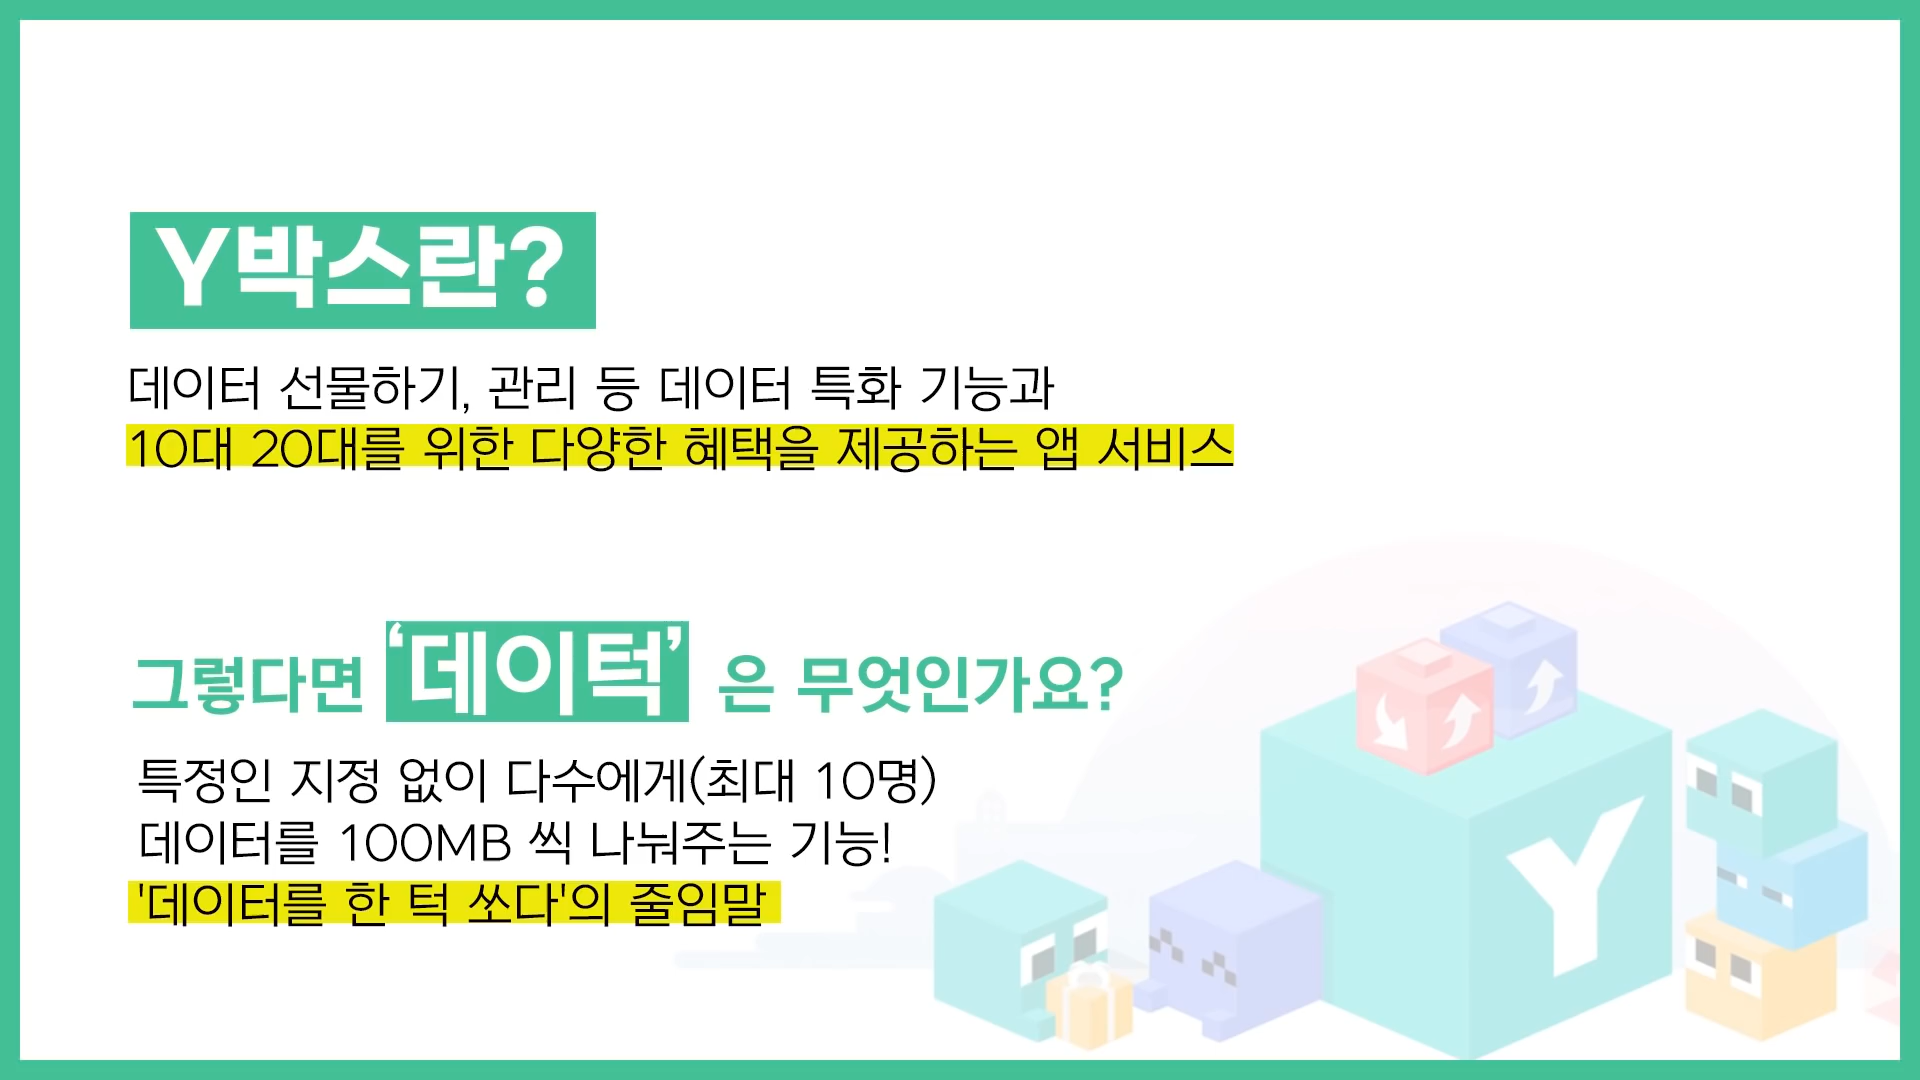 Y박스란?
데이터 선물하기, 관리 등 데이터 특화 기능과
10대 20대를 위한 다양한 혜택을 제공하는 앱 서비스
그렇다면 ‘데이턱’ 은 무엇인가요?
특정인 지정 없이 다수에게(최대 10명)
데이터를 100MB 씩 나눠주는 기능!
'데이터를 한 턱 쏘다'의 줄임말
Y